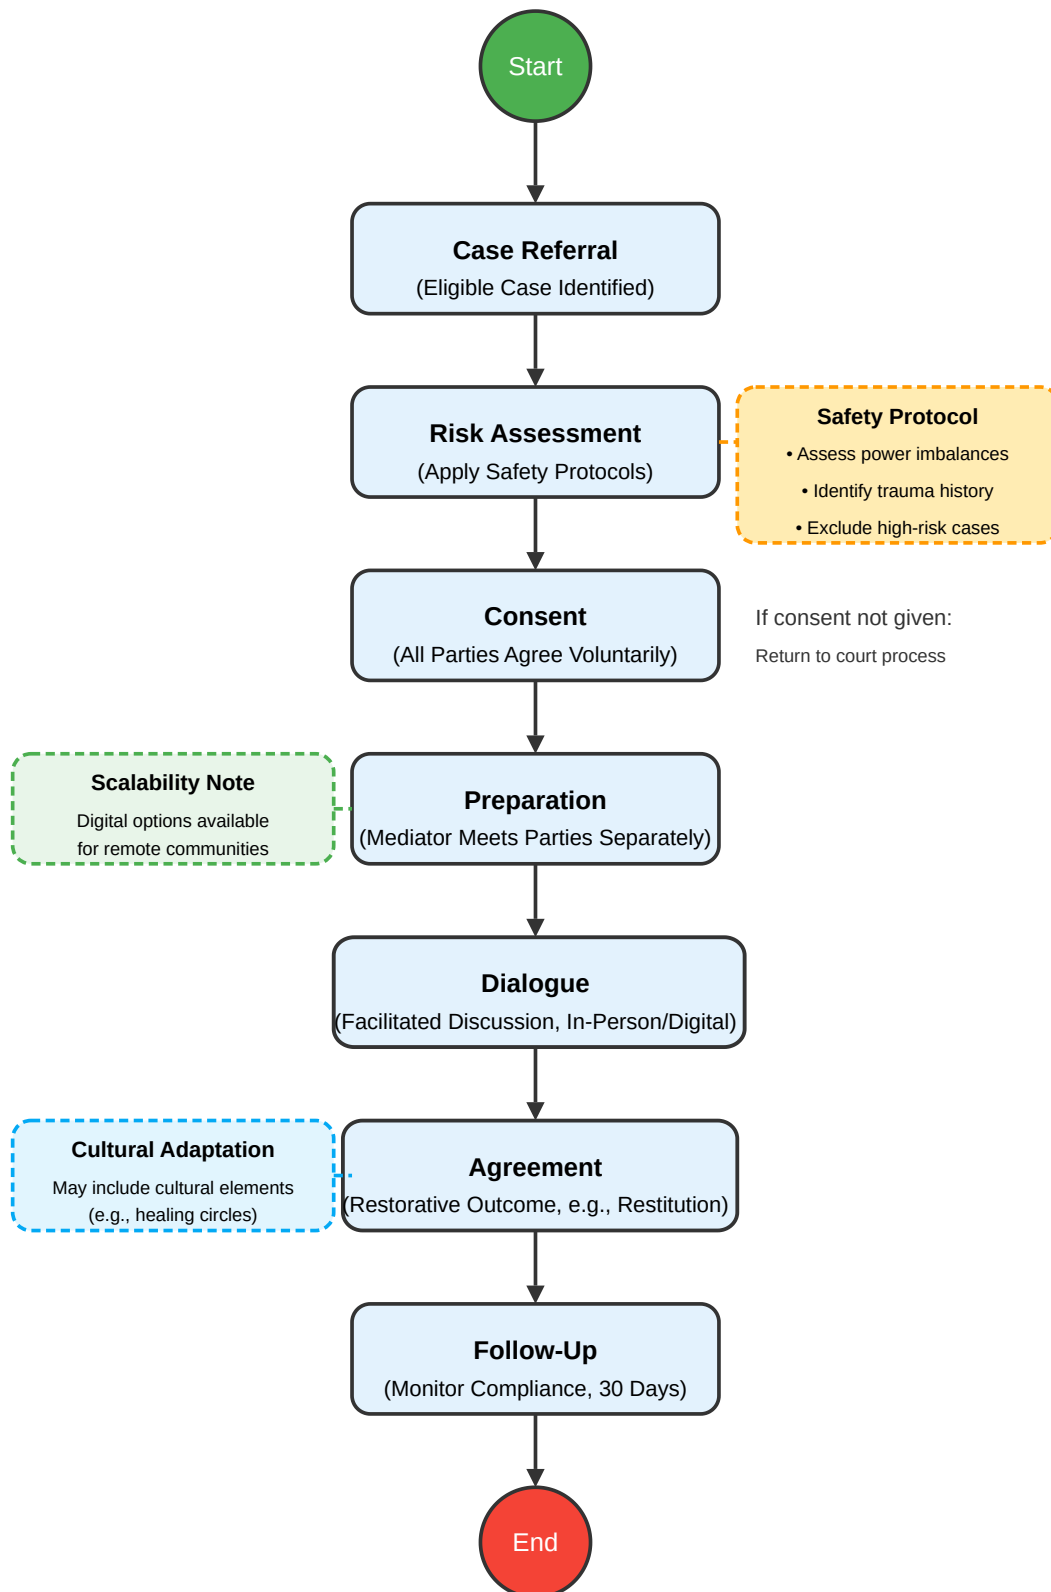 Start
Case Referral
(Eligible Case Identified)
Risk Assessment
(Apply Safety Protocols)
Safety Protocol
• Assess power imbalances
• Identify trauma history
• Exclude high-risk cases
Consent
(All Parties Agree Voluntarily)
If consent not given:
Return to court process
Scalability Note
Digital options available
for remote communities
Preparation
(Mediator Meets Parties Separately)
Dialogue
(Facilitated Discussion, In-Person/Digital)
Cultural Adaptation
May include cultural elements
(e.g., healing circles)
Agreement
(Restorative Outcome, e.g., Restitution)
Follow-Up
(Monitor Compliance, 30 Days)
End